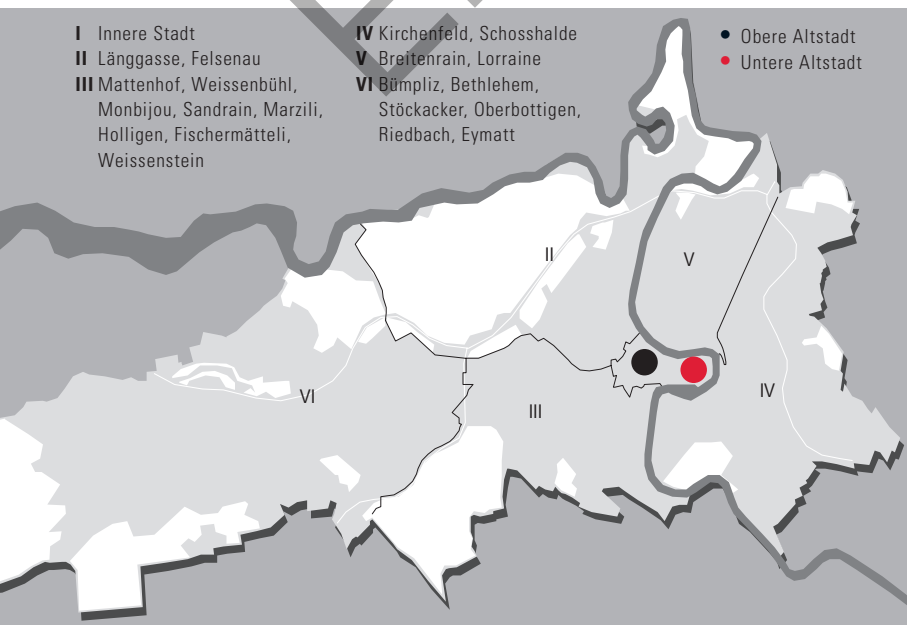 I Innere Stadt
II Länggasse, Felsenau
III Mattenhof, Weissenbühl,
Monbijou, Sandrain, Marzili,
Holligen, Fischermätteli,
Weissenstein
IV Kirchenfeld, Schosshalde
V Breitenrain, Lorraine
VI Bümpliz, Bethlehem,
Stöckacker, Oberbottigen,
Riedbach, Eymatt
Obere Altstadt
Untere Altstadt
II
V
VI
III
IV